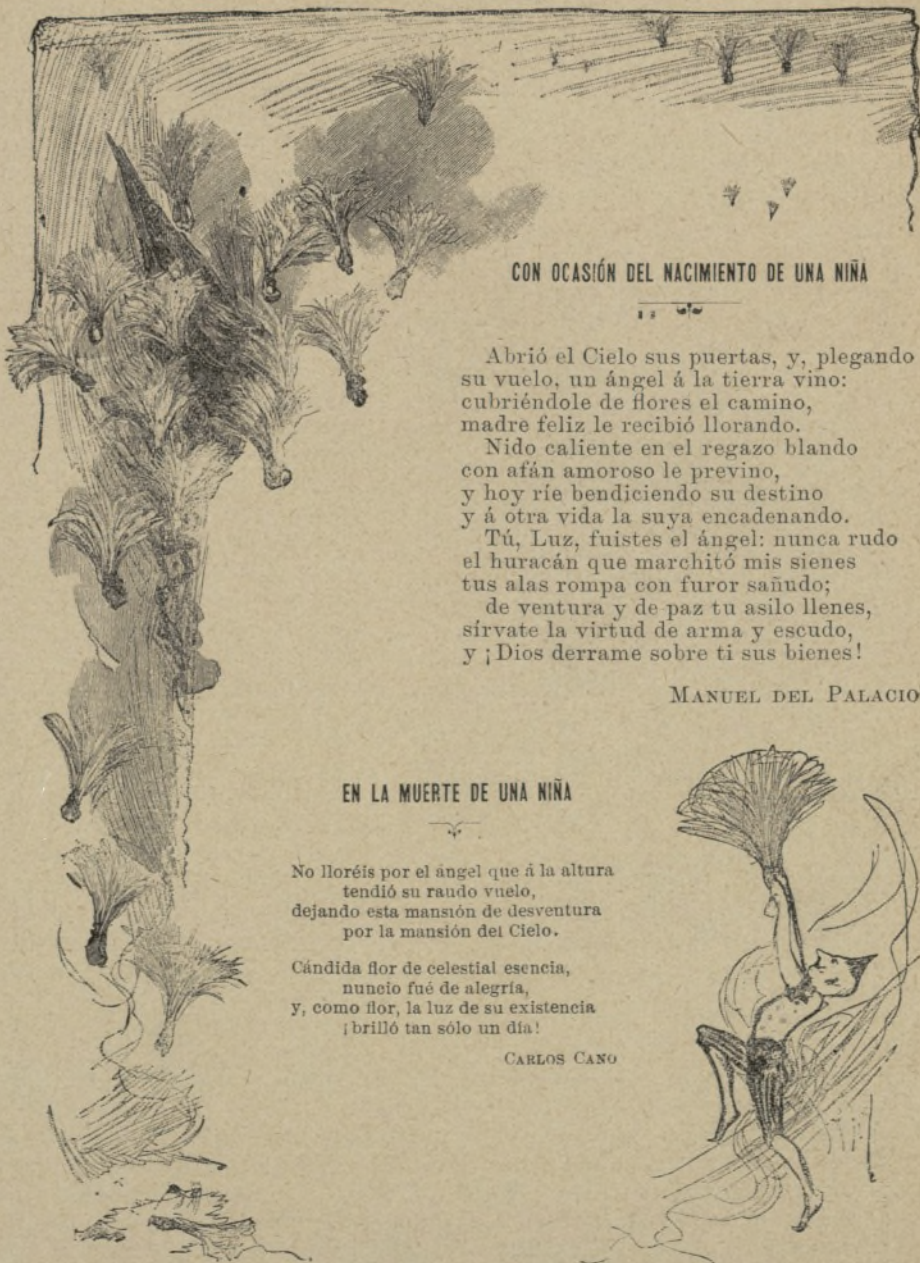 CON OCASIÓN DEL NACIMIENTO DE UNA NIÑA
Abrió el Cielo sus puertas, y, plegando
su vuelo, un ángel á la tierra vino:
cubriéndole de flores el camino,
madre feliz le recibió llorando.
Nido caliente en el regazo blando
con afán amoroso le previno,
y hoy ríe bendiciendo su destino
y á otra vida la suya encadenando.
Tú, Luz, fuistes el ángel: nunca rudo
el huracán que marchitó mis sienes
tus alas rompa con furor sañudo;
de ventura y de paz tu asilo llenes,
sírvate la virtud de arma y escudo,
y ¡Dios derrame sobre ti sus bienes!
MANUEL DEL PALACIO
EN LA MUERTE DE UNA NIÑA
No lloréis por el ángel que á la altura
tendió su raudo vuelo,
dejando esta mansión de desventura
por la mansión del Cielo.
Cándida flor de celestial esencia,
nuncio fué de alegría,
y, como flor, la luz de su existencia
¡brilló tan sólo un día!
CARLOS CANO